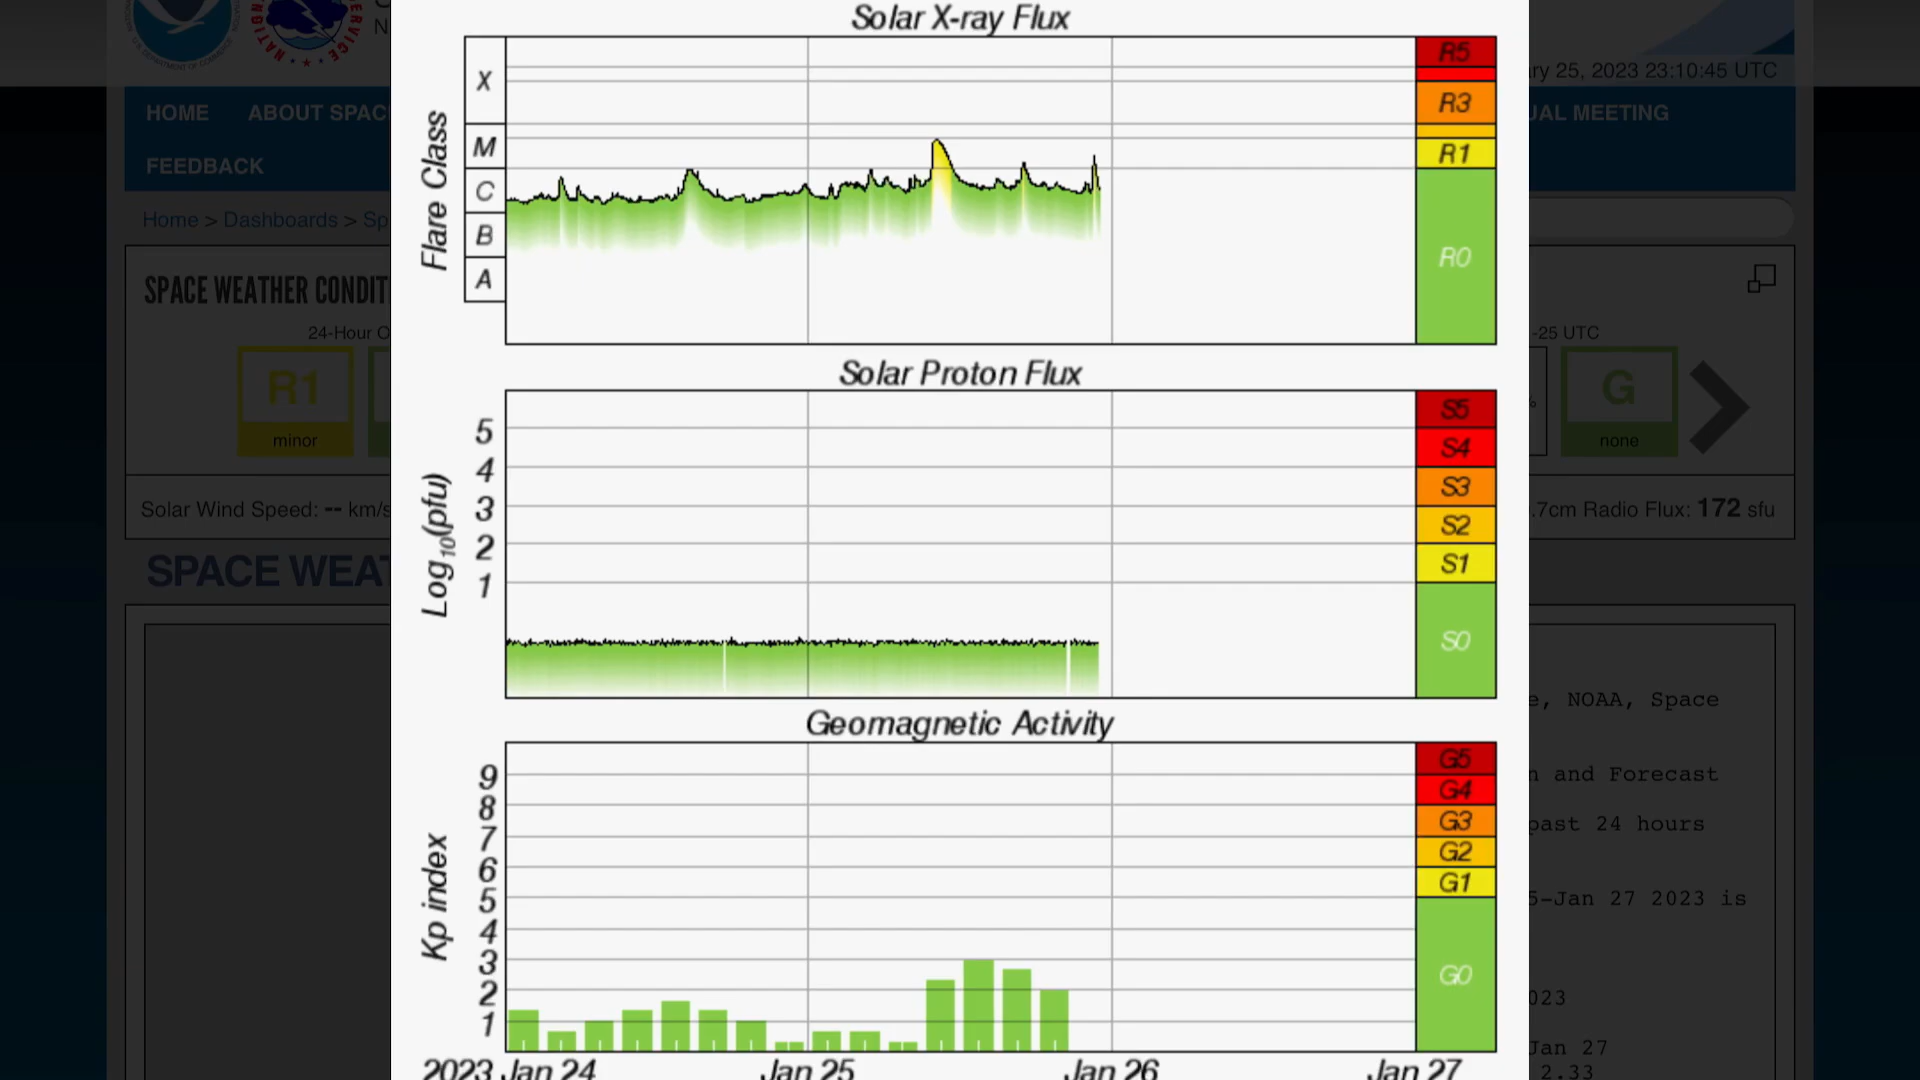 Solar X-ray Flux
R5
X
ry 25, 2023 23:10:45 UTC
R3
HOME
ABOUT SPAC
UAL MEETING
M
R1
FEEDBACK
C
Flare Class
Home > Dashboards > Sp
B
R0
A
SPACE WEATHER CONDIT
24-Hour C
-25 UTC
Solar Proton Flux
R1
G
minor
none
S5
5
S4
4
S3
3
S2
2
S1
1
Log10(pfu)
S0
Solar Wind Speed: -- km/s
.7cm Radio Flux: 172 sfu
SPACE WEAT
e, NOAA, Space
Geomagnetic Activity
G5
9
n and Forecast
G4
8
past 24 hours
G3
7
G2
6
G1
5
5-Jan 27 2023 is
4
Kp index
3
G0
2
023
1
Jan 27
2023 Jan 24
Jan 25
Jan 26
Jan 27
2.33